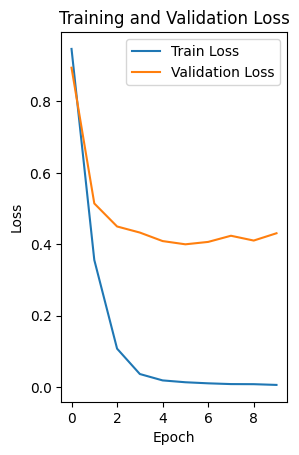 Training and Validation Loss
Train Loss
Validation Loss
Loss
0.8
0.6
0.4
0.2
0.0
0 2 4 6 8
Epoch